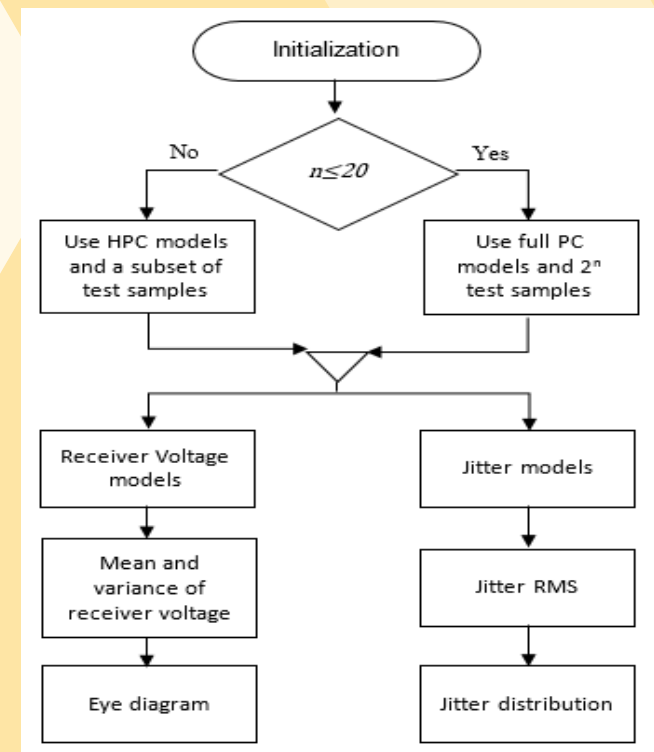 Initialization
No
n≤20
Yes
Use HPC models
and a subset of
test samples
Use full PC
models and 2ⁿ
test samples
Receiver Voltage
models
Jitter models
Mean and
variance of
receiver voltage
Jitter RMS
Eye diagram
Jitter distribution